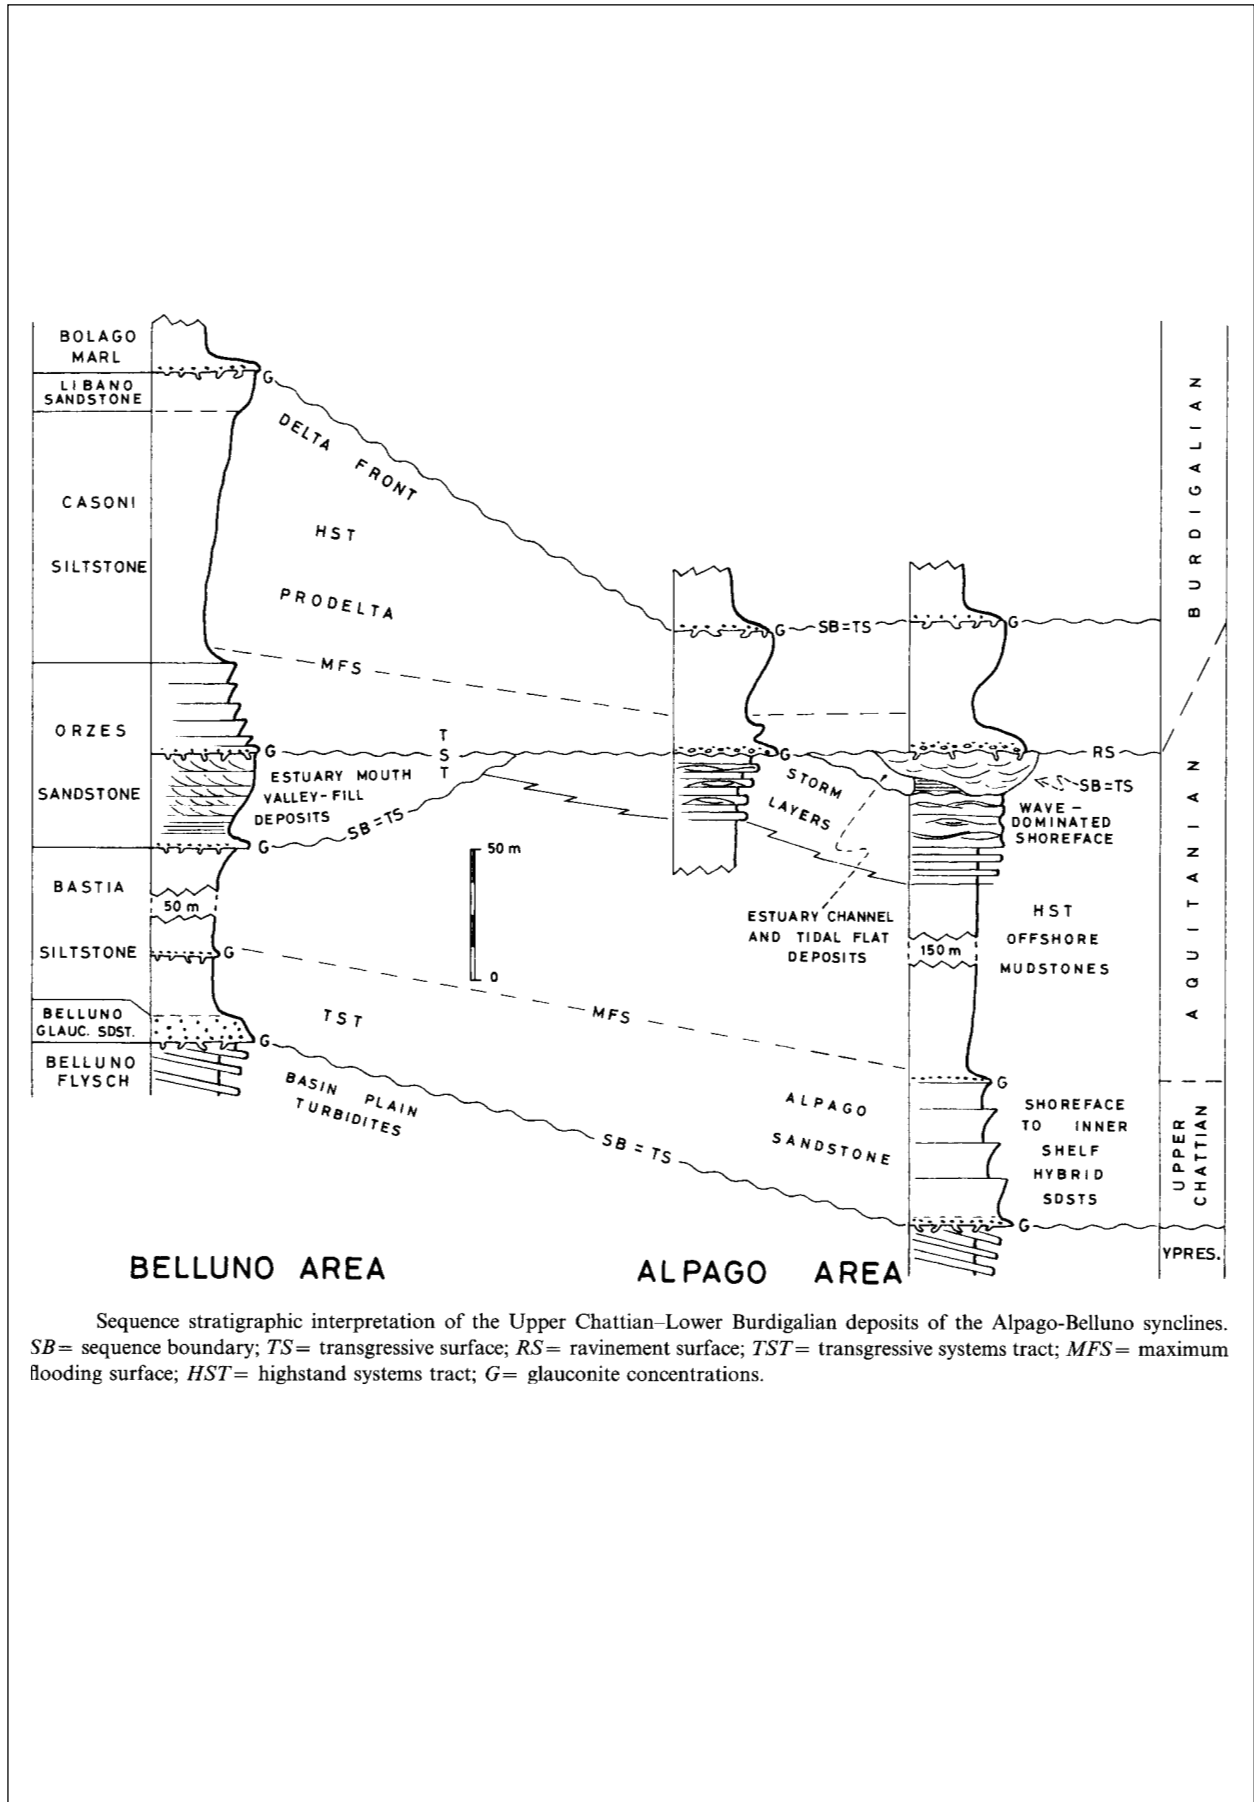 BOLAGO
MARL
LIBANO
SANDSTONE
CASONI
SILTSTONE
ORZES
SANDSTONE
BASTIA
SILTSTONE
BELLUNO
GLAUC. SDST.
BELLUNO
FLYSCH
50 m
G
G
G
G
G
DELTA FRONT
HST
PRODELTA
MFS
TST
ESTUARY MOUTH
VALLEY-FILL
DEPOSITS
SB=TS
50 m
0
MFS
TST
BASIN PLAIN
TURBIDITES
SB=TS
G
SB=TS
G
G
STORM
LAYERS
RS
SB=TS
WAVE-
DOMINATED
SHOREFACE
ESTUARY CHANNEL
AND TIDAL FLAT
DEPOSITS
HST
OFFSHORE
MUDSTONES
150 m
G
ALPAGO
SANDSTONE
SHOREFACE
TO INNER
SHELF
HYBRID
SDSTS
G
BURDIGALIAN
AQUITANIAN
UPPER
CHATTIAN
YPRES.
BELLUNO AREA
ALPAGO AREA
Sequence stratigraphic interpretation of the Upper Chattian–Lower Burdigalian deposits of the Alpago-Belluno synclines.
SB= sequence boundary; TS= transgressive surface; RS= ravinement surface; TST= transgressive systems tract; MFS= maximum
flooding surface; HST= highstand systems tract; G= glauconite concentrations.